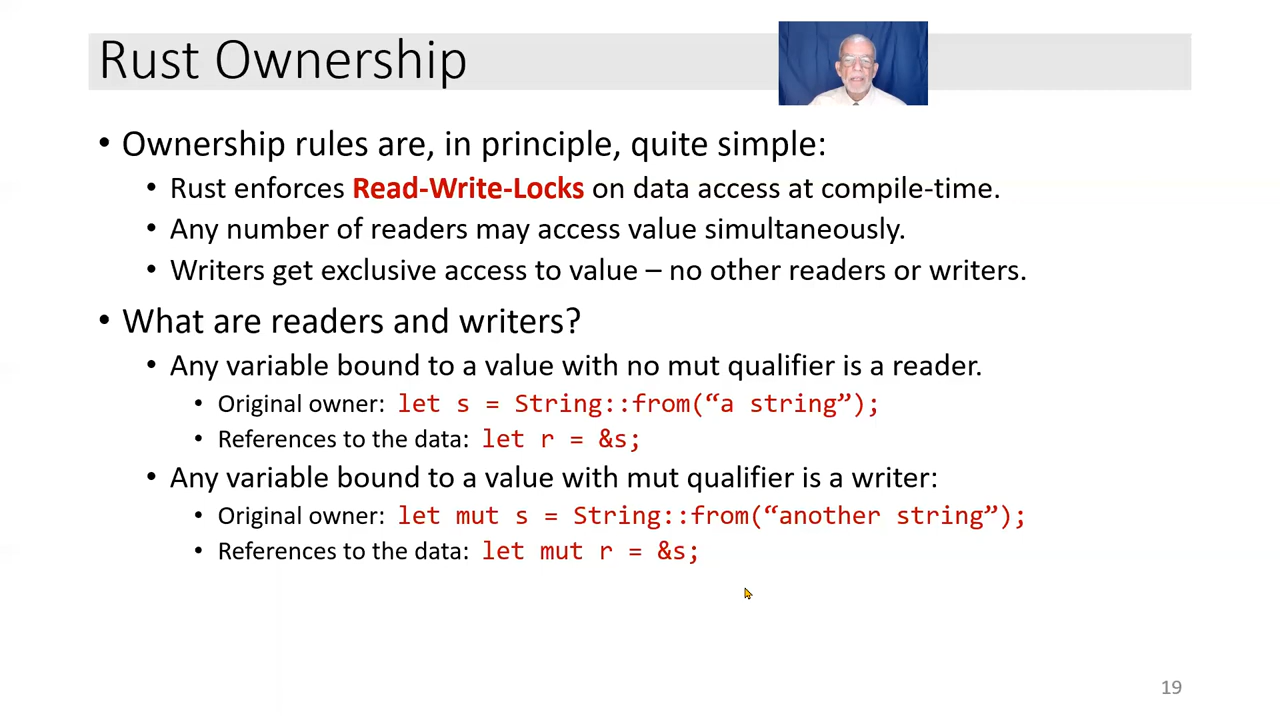 Rust Ownership
• Ownership rules are, in principle, quite simple:
• Rust enforces Read-Write-Locks on data access at compile-time.
• Any number of readers may access value simultaneously.
• Writers get exclusive access to value – no other readers or writers.
• What are readers and writers?
• Any variable bound to a value with no mut qualifier is a reader.
• Original owner: let s = String::from(“a string”);
• References to the data: let r = &s;
• Any variable bound to a value with mut qualifier is a writer:
• Original owner: let mut s = String::from(“another string”);
• References to the data: let mut r = &s;
19